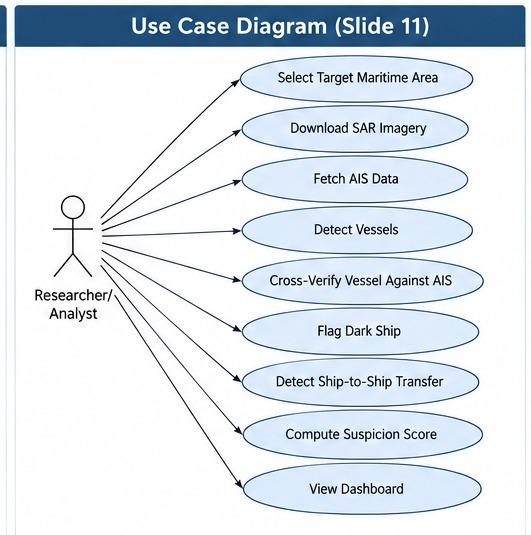 Use Case Diagram (Slide 11)
Select Target Maritime Area
Download SAR Imagery
Fetch AIS Data
Detect Vessels
Cross-Verify Vessel Against AIS
Flag Dark Ship
Detect Ship-to-Ship Transfer
Compute Suspicion Score
View Dashboard
Researcher/
Analyst